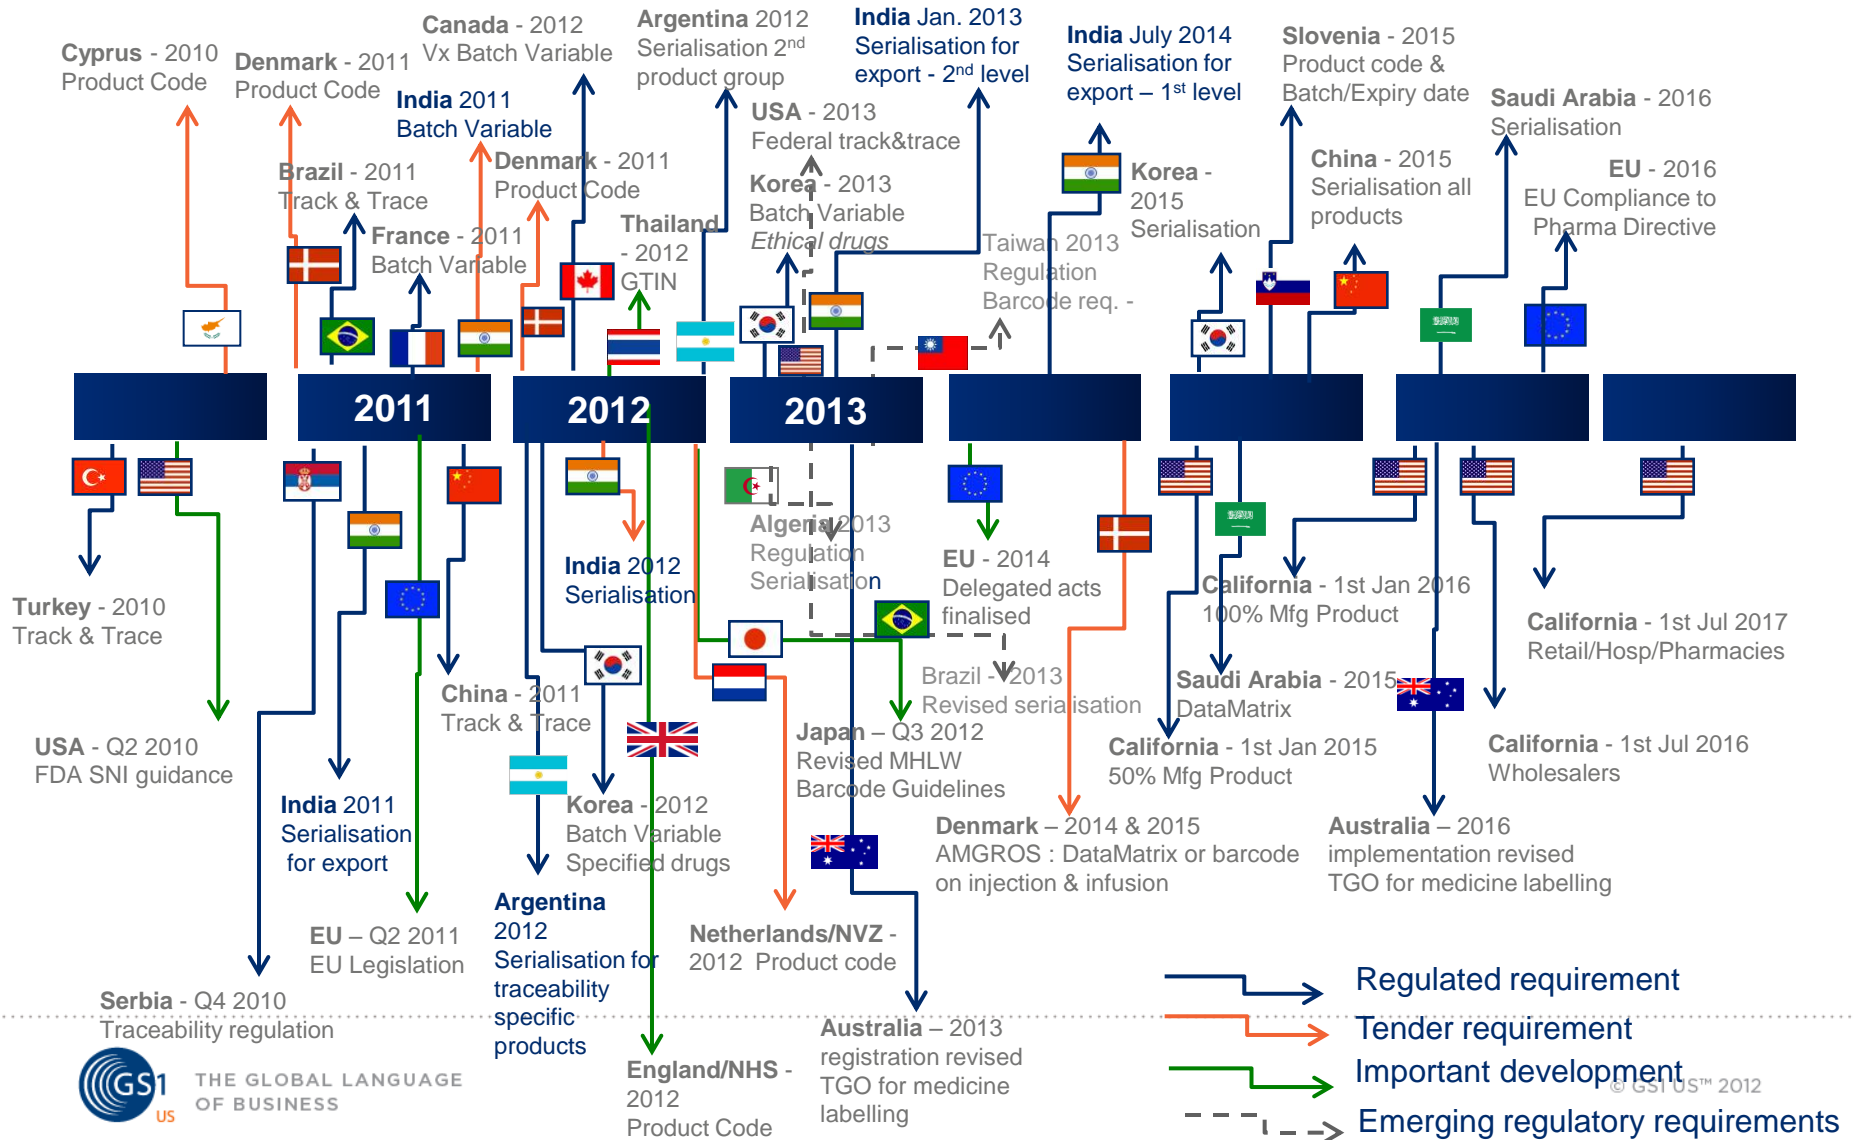 Cyprus - 2010
Product Code
Denmark - 2011
Product Code
Canada - 2012
Vx Batch Variable
India 2011
Batch Variable
Argentina 2012
Serialisation 2nd
product group
India Jan. 2013
Serialisation for
export - 2nd level
India July 2014
Serialisation for
export – 1st level
Slovenia - 2015
Product code &
Batch/Expiry date
Saudi Arabia - 2016
Serialisation
USA - 2013
Federal track&trace
Brazil - 2011
Track & Trace
Denmark - 2011
Product Code
Korea - 2013
Batch Variable
Ethical drugs
Korea -
2015
Serialisation
China - 2015
Serialisation all
products
EU - 2016
EU Compliance to
Pharma Directive
France - 2011
Batch Variable
Thailand
- 2012
GTIN
Taiwan 2013
Regulation
Barcode req. -
2011
2012
2013
Turkey - 2010
Track & Trace
USA - Q2 2010
FDA SNI guidance
Serbia - Q4 2010
Traceability regulation
India 2011
Serialisation
for export
EU – Q2 2011
EU Legislation
China - 2011
Track & Trace
India 2012
Serialisation
Korea - 2012
Batch Variable
Specified drugs
Argentina
2012
Serialisation for
traceability
specific
products
England/NHS -
2012
Product Code
Netherlands/NVZ -
2012 Product code
Algeria 2013
Regulation
Serialisation
Japan – Q3 2012
Revised MHLW
Barcode Guidelines
Brazil - 2013
Revised serialisation
Australia – 2013
registration revised
TGO for medicine
labelling
EU - 2014
Delegated acts
finalised
Denmark – 2014 & 2015
AMGROS : DataMatrix or barcode
on injection & infusion
California - 1st Jan 2016
100% Mfg Product
Saudi Arabia - 2015
DataMatrix
California - 1st Jan 2015
50% Mfg Product
California - 1st Jul 2017
Retail/Hosp/Pharmacies
California - 1st Jul 2016
Wholesalers
Australia – 2016
implementation revised
TGO for medicine labelling
Regulated requirement
Tender requirement
Important development
Emerging regulatory requirements
GS1
US
THE GLOBAL LANGUAGE
OF BUSINESS
© GS1 US™ 2012